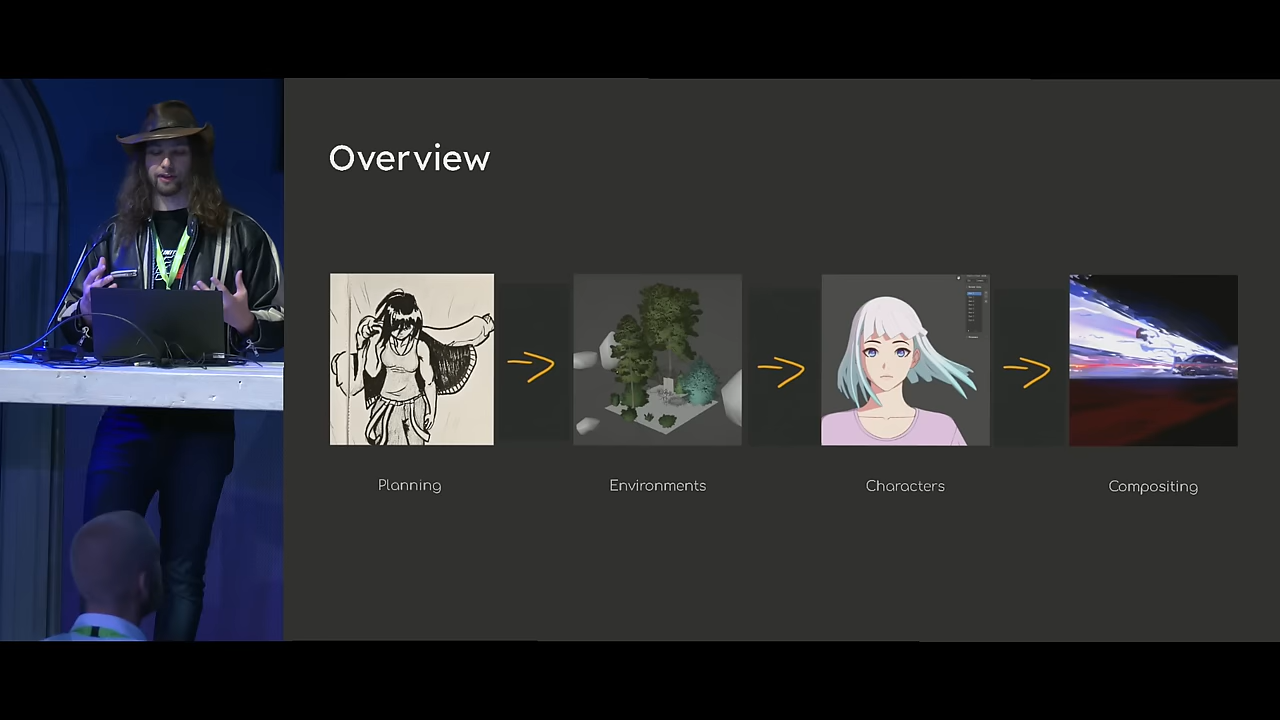 Overview
Planning
Environments
Characters
Compositing